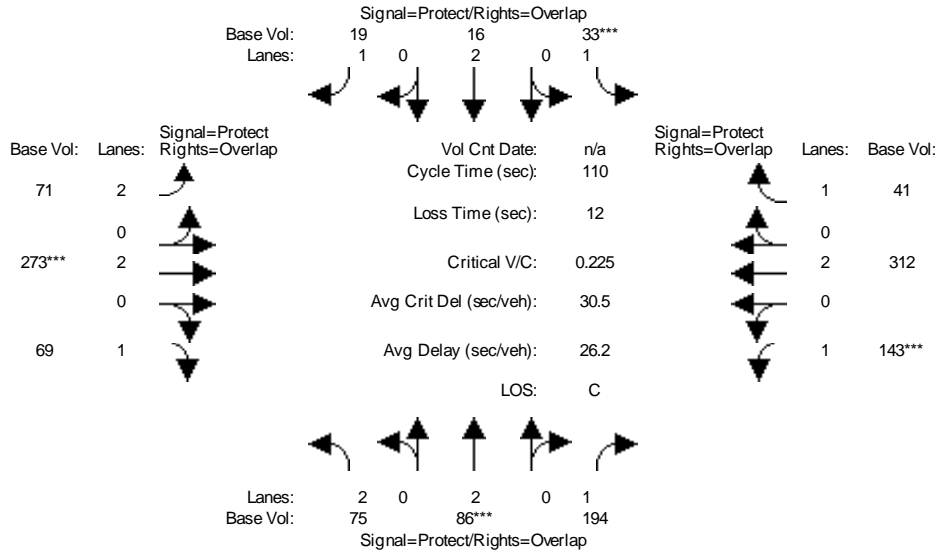 Signal=Protect/Rights=Overlap
Base Vol: 19 16 33***
Lanes: 1 0 2 0 1
Signal=Protect
Rights=Overlap
Base Vol: Lanes:
71 2
0
273*** 2
0
69 1
Vol Cnt Date: n/a
Cycle Time (sec): 110
Loss Time (sec): 12
Critical V/C: 0.225
Avg Crit Del (sec/veh): 30.5
Avg Delay (sec/veh): 26.2
LOS: C
Signal=Protect
Rights=Overlap
Lanes: Base Vol:
1 41
0
2 312
0
1 143***
Lanes: 2 0 2 0 1
Base Vol: 75 86*** 194
Signal=Protect/Rights=Overlap